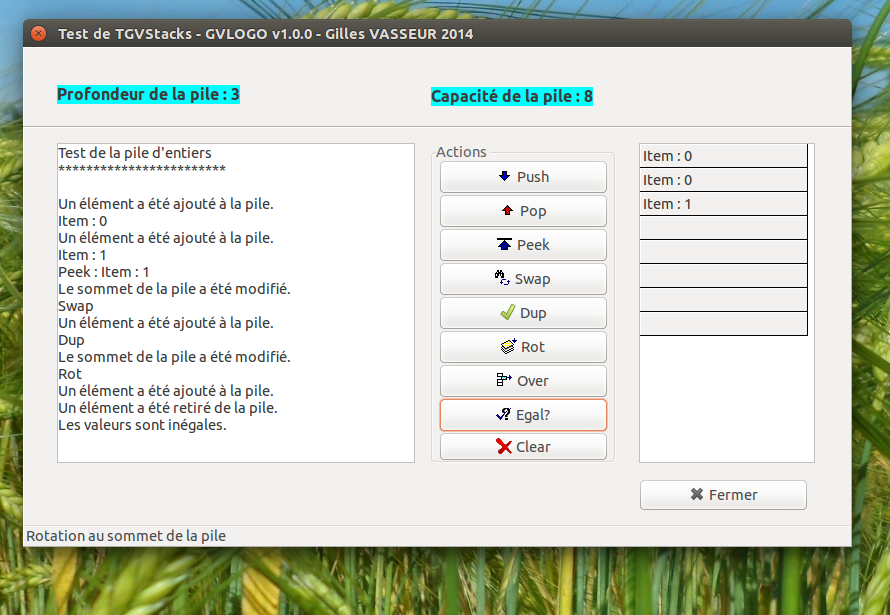 Test de TGVStacks - GVLOGO v1.0.0 - Gilles VASSEUR 2014
Profondeur de la pile : 3
Capacité de la pile : 8
Test de la pile d'entiers
************************
Un élément a été ajouté à la pile.
Item : 0
Un élément a été ajouté à la pile.
Item : 1
Peek : Item : 1
Le sommet de la pile a été modifié.
Swap
Un élément a été ajouté à la pile.
Dup
Le sommet de la pile a été modifié.
Rot
Un élément a été ajouté à la pile.
Un élément a été retiré de la pile.
Les valeurs sont inégales.
Actions
Push
Pop
Peek
Swap
Dup
Rot
Over
Egal?
Clear
Item : 0
Item : 0
Item : 1
Fermer
Rotation au sommet de la pile